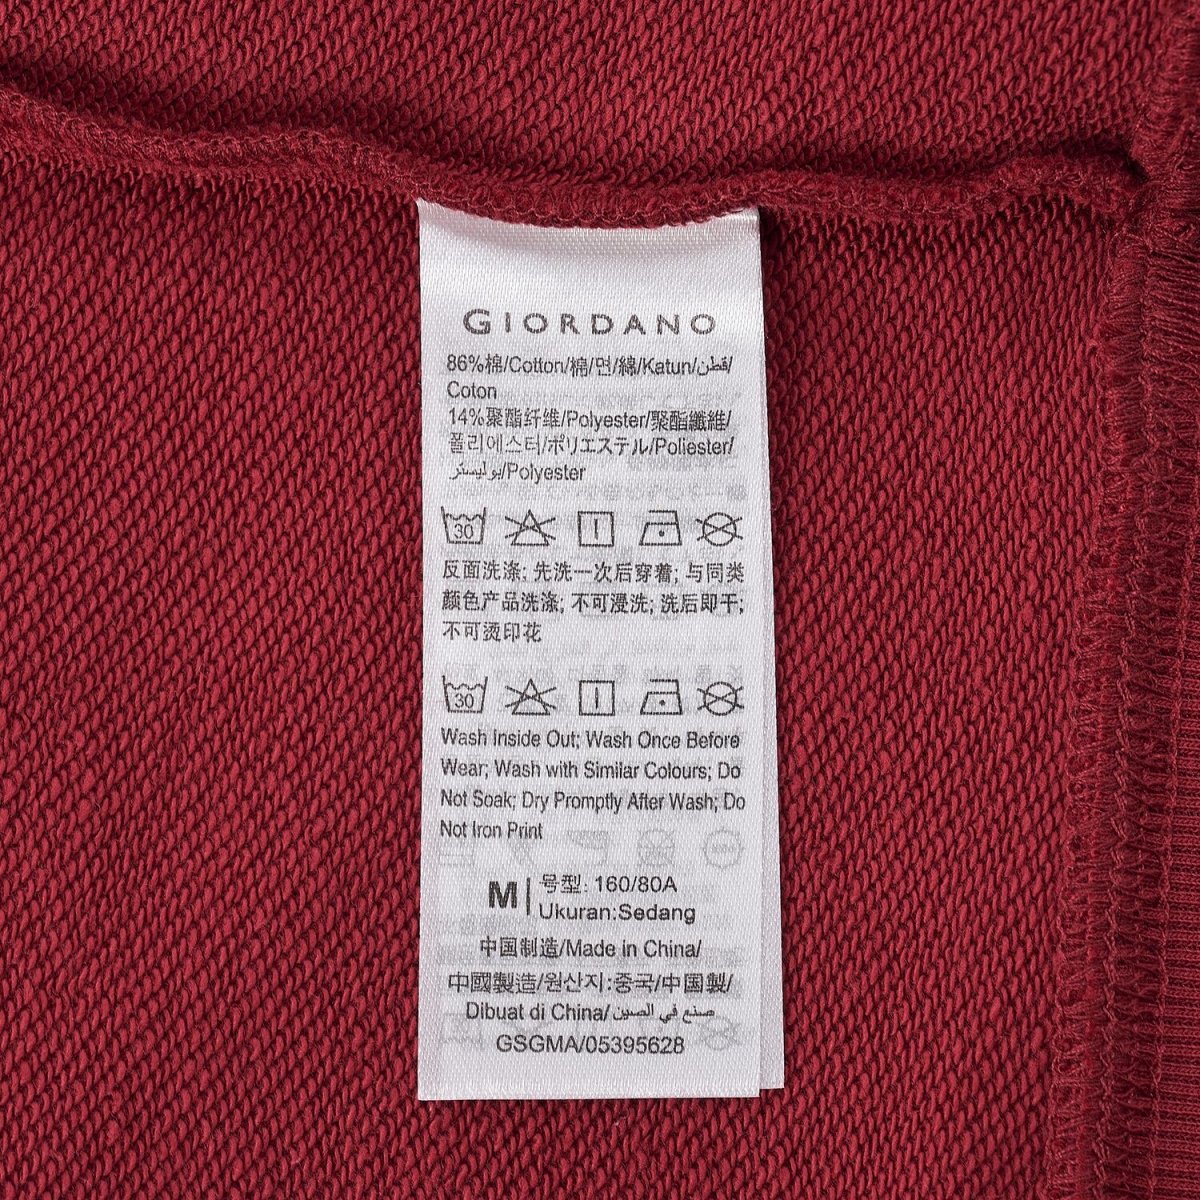 GIORDANO
86%棉/Cotton/棉/면/綿/Katun/قطن/
Coton
14%聚酯纤维/Polyester/聚酯纖維/
폴리에스터/ポリエステル/Poliester/
بوليستر/Polyester
30
反面洗涤; 先洗一次后穿着; 与同类
颜色产品洗涤; 不可浸洗; 洗后即干;
不可烫印花
30
Wash Inside Out; Wash Once Before
Wear; Wash with Similar Colours; Do
Not Soak; Dry Promptly After Wash; Do
Not Iron Print
M 号型: 160/80A
Ukuran:Sedang
中国制造/Made in China/
中國製造/원산지:중국/中国製/
Dibuat di China/صنع في الصين
GSGMA/05395628